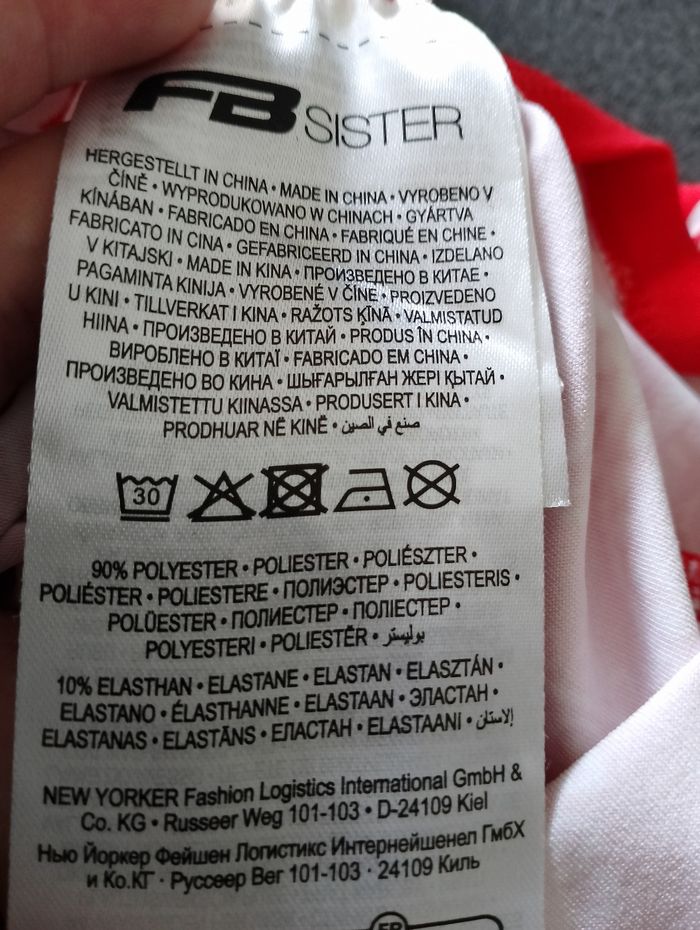 FB SISTER
HERGESTELLT IN CHINA • MADE IN CHINA • VYROBENO V
ČÍNĚ • WYPRODUKOWANO W CHINACH • GYÁRTVA
KÍNÁBAN • FABRICADO EN CHINA • FABRIQUÉ EN CHINE •
FABRICATO IN CINA • GEFABRICEERD IN CHINA • IZDELANO
V KITAJSKI • MADE IN KINA • ПРОИЗВЕДЕНО В КИТАЕ •
PAGAMINTA KINIJA • VYROBENÉ V ČÍNE • PROIZVEDENO
U KINI • TILLVERKAT I KINA • RAŽOTS ĶĪNĀ • VALMISTATUD
HIINA • ПРОИЗВЕДЕНО В КИТАЙ • PRODUS ÎN CHINA •
ВИРОБЛЕНО В КИТАЇ • FABRICADO EM CHINA •
ПРОИЗВЕДЕНО ВО КИНА • ШЫҒАРЫЛҒАН ЖЕРІ ҚЫТАЙ •
VALMISTETTU KIINASSA • PRODUSERT I KINA •
PRODHUAR NË KINË • صنع في الصين
30
90% POLYESTER • POLIESTER • POLIÉSZTER •
POLIÉSTER • POLIESTERE • ПОЛИЭСТЕР • POLIESTERIS •
POLÜESTER • ПОЛИЕСТЕР • ПОЛІЕСТЕР •
POLYESTERI • POLIESTËR • بوليستر
10% ELASTHAN • ELASTANE • ELASTAN • ELASZTÁN •
ELASTANO • ÉLASTHANNE • ELASTAAN • ЭЛАСТАН •
ELASTANAS • ELASTĀNS • ЕЛАСТАН • ELASTAANI • إلاستان
NEW YORKER Fashion Logistics International GmbH &
Co. KG • Russeer Weg 101-103 • D-24109 Kiel
Нью Йоркер Фейшен Логистикс Интернейшенел ГмбХ
и Ко.КГ · Руссеер Вег 101-103 · 24109 Киль